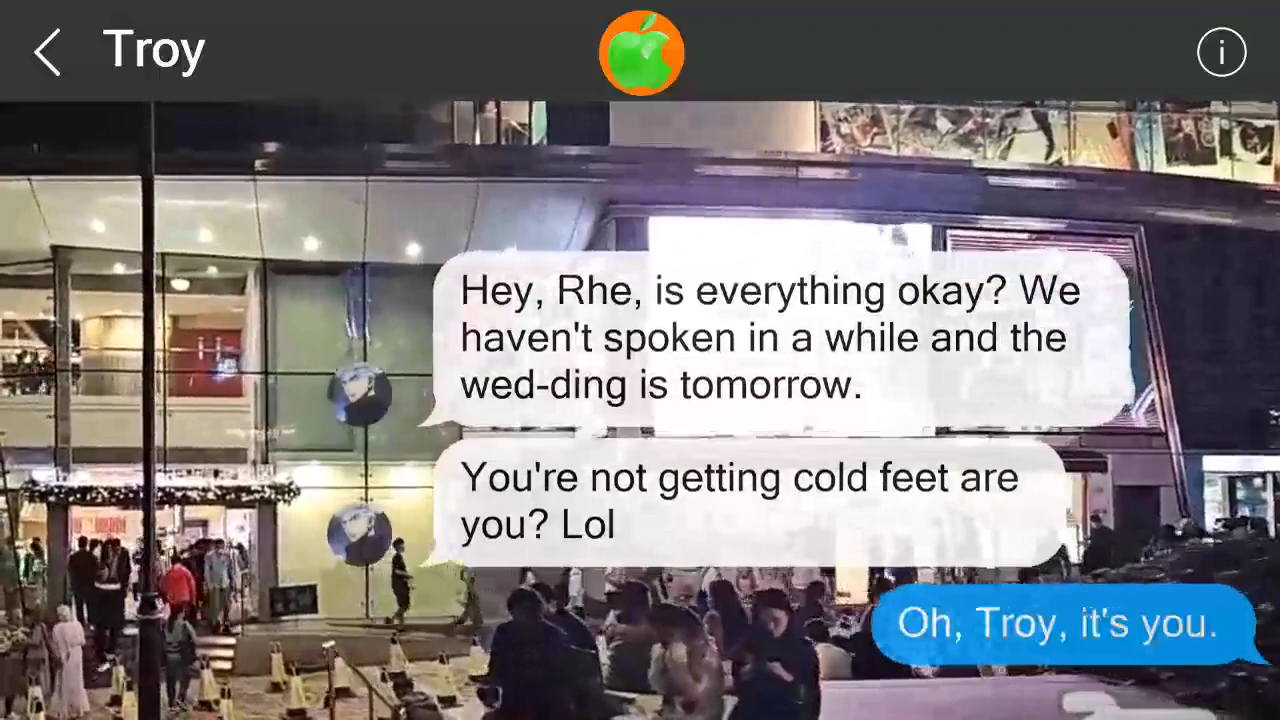 Troy
i
Hey, Rhe, is everything okay? We
haven't spoken in a while and the
wed-ding is tomorrow.
You're not getting cold feet are
you? Lol
Oh, Troy, it's you.